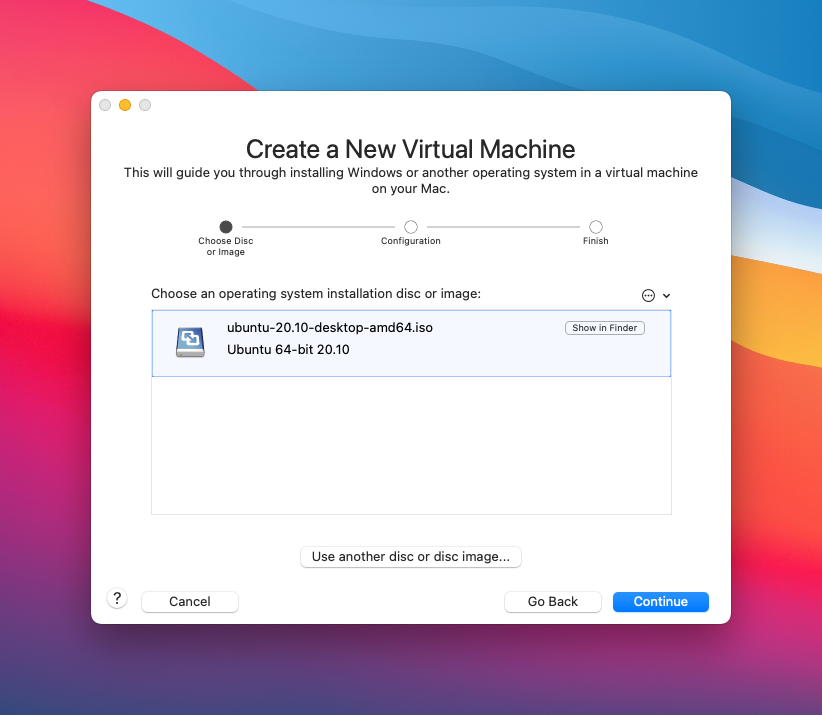 Create a New Virtual Machine
This will guide you through installing Windows or another operating system in a virtual machine
on your Mac.
Choose Disc
or Image
Configuration
Finish
Choose an operating system installation disc or image:
ubuntu-20.10-desktop-amd64.iso
Show in Finder
Ubuntu 64-bit 20.10
Use another disc or disc image...
?
Cancel
Go Back
Continue